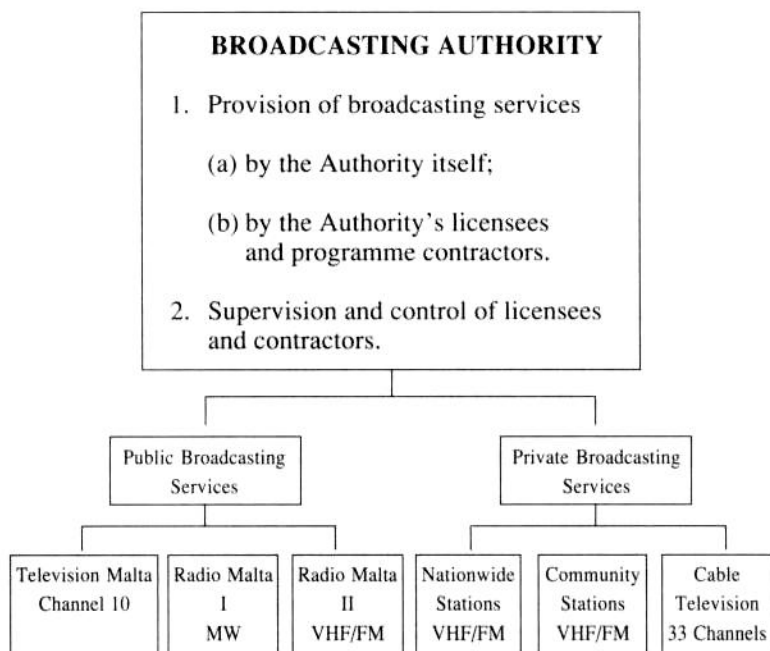 BROADCASTING AUTHORITY
1. Provision of broadcasting services
(a) by the Authority itself;
(b) by the Authority's licensees
and programme contractors.
2. Supervision and control of licensees
and contractors.
Public Broadcasting
Services
Private Broadcasting
Services
Television Malta
Channel 10
Radio Malta
I
MW
Radio Malta
II
VHF/FM
Nationwide
Stations
VHF/FM
Community
Stations
VHF/FM
Cable
Television
33 Channels